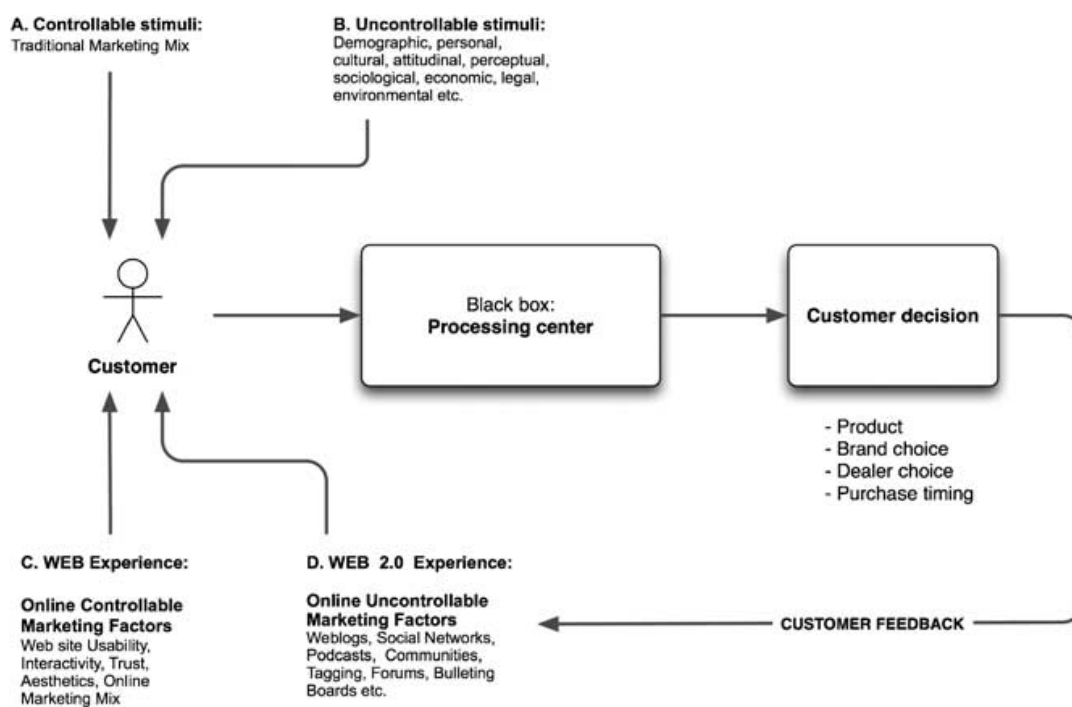 A. Controllable stimuli:
Traditional Marketing Mix
B. Uncontrollable stimuli:
Demographic, personal,
cultural, attitudinal, perceptual,
sociological, economic, legal,
environmental etc.
Customer
Black box:
Processing center
Customer decision
- Product
- Brand choice
- Dealer choice
- Purchase timing
C. WEB Experience:
Online Controllable
Marketing Factors
Web site Usability,
Interactivity, Trust,
Aesthetics, Online
Marketing Mix
D. WEB 2.0 Experience:
Online Uncontrollable
Marketing Factors
Weblogs, Social Networks,
Podcasts, Communities,
Tagging, Forums, Bulleting
Boards etc.
CUSTOMER FEEDBACK